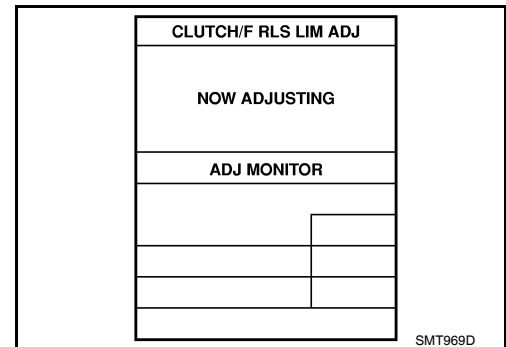 CLUTCH/F RLS LIM ADJ
NOW ADJUSTING
ADJ MONITOR
SMT969D